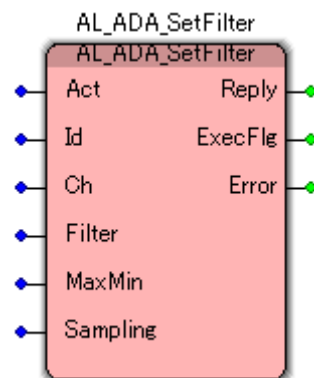 AL_ADA_SetFilter
AL_ADA_SetFilter
Act Reply
Id ExecFlg
Ch Error
Filter
MaxMin
Sampling